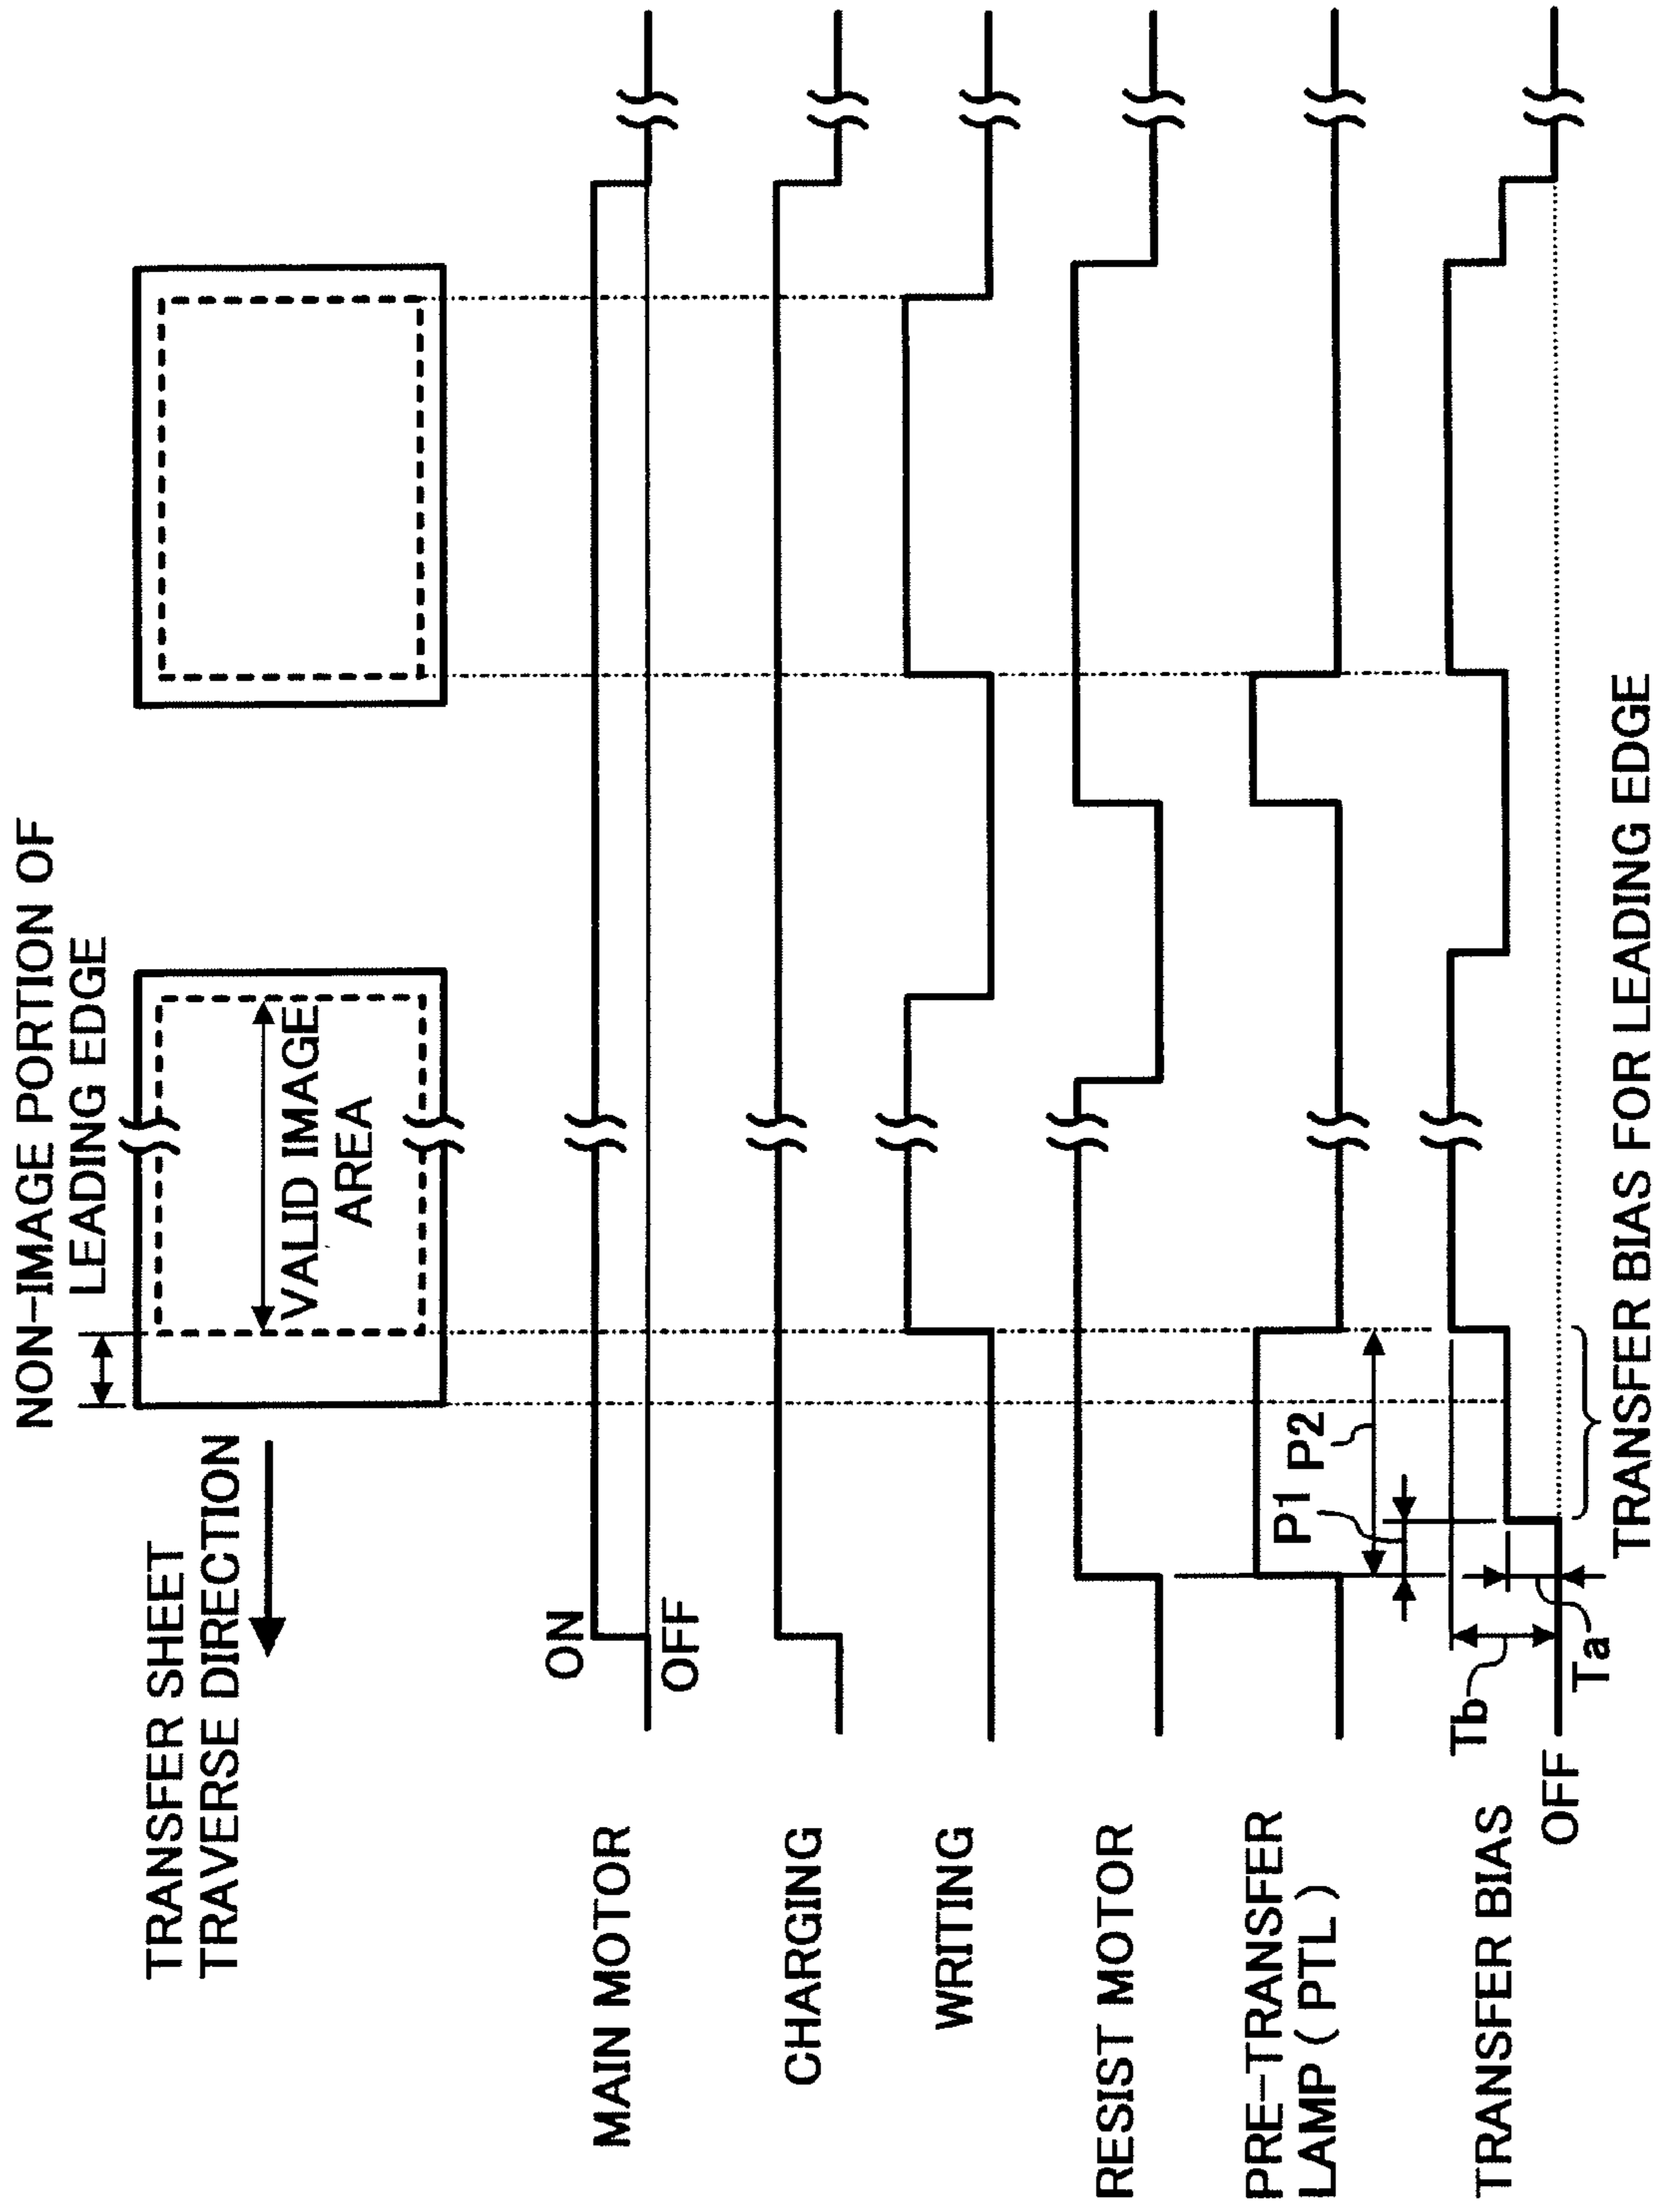 NON-IMAGE PORTION OF
LEADING EDGE
TRANSFER SHEET
TRAVERSE DIRECTION
VALID IMAGE
AREA
ON
OFF
MAIN MOTOR
CHARGING
WRITING
RESIST MOTOR
PRE-TRANSFER
LAMP ( PTL )
P1
P2
TRANSFER BIAS
OFF
Tb
Ta
TRANSFER BIAS FOR LEADING EDGE